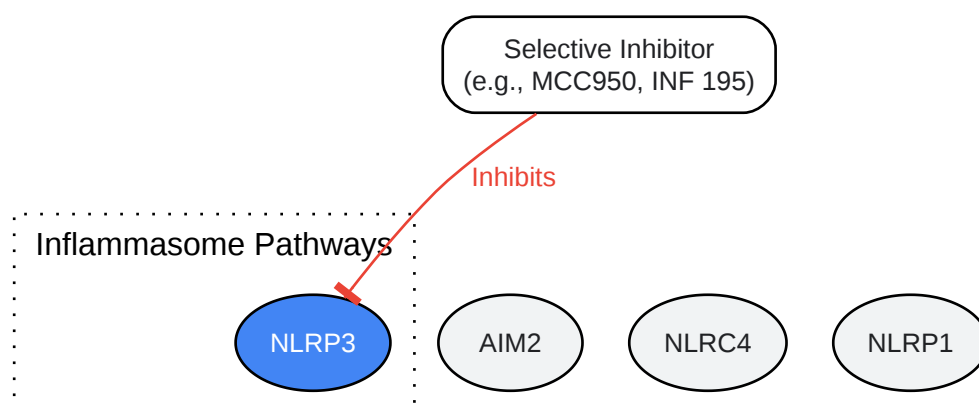 Selective Inhibitor
(e.g., MCC950, INF 195)
Inhibits
Inflammasome Pathways
NLRP3
AIM2
NLRC4
NLRP1